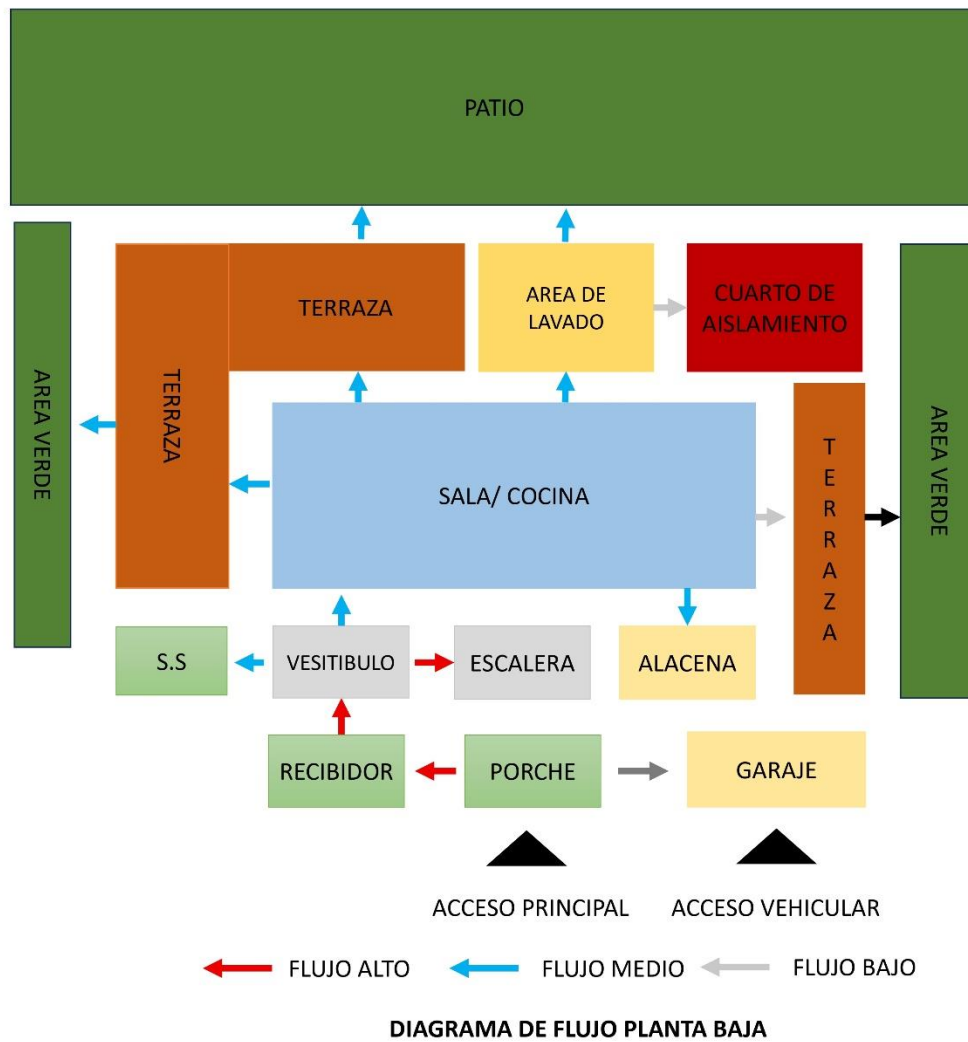 PATIO
TERRAZA
AREA DE
LAVADO
CUARTO DE
AISLAMIENTO
AREA VERDE
TERRAZA
SALA/ COCINA
TERRAZA
AREA VERDE
S.S
VESITIBULO
ESCALERA
ALACENA
RECIBIDOR
PORCHE
GARAJE
ACCESO PRINCIPAL
ACCESO VEHICULAR
FLUJO ALTO
FLUJO MEDIO
FLUJO BAJO
DIAGRAMA DE FLUJO PLANTA BAJA